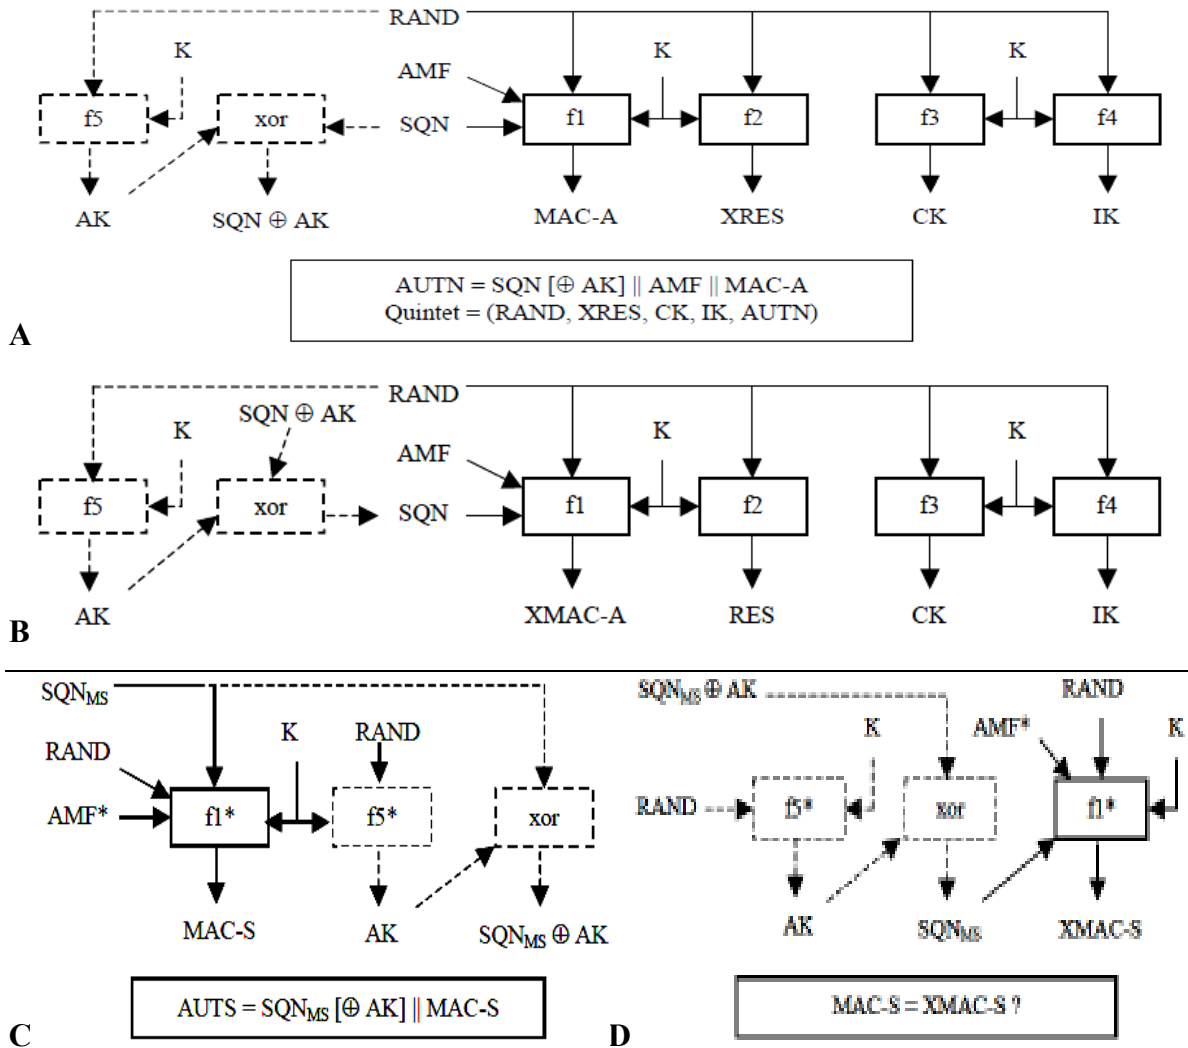 RAND
K
K
K
AMF
f5
xor
SQN
f1
f2
f3
f4
AK
SQN ⊕ AK
MAC-A
XRES
CK
IK
AUTN = SQN [⊕ AK] || AMF || MAC-A
Quintet = (RAND, XRES, CK, IK, AUTN)
A
RAND
SQN ⊕ AK
K
K
K
AMF
f5
xor
SQN
f1
f2
f3
f4
AK
XMAC-A
RES
CK
IK
B
SQNMS
RAND
K
RAND
AMF*
f1*
f5*
xor
MAC-S
AK
SQNMS ⊕ AK
AUTS = SQNMS [⊕ AK] || MAC-S
C
SQNMS ⊕ AK
RAND
AMF*
K
K
RAND
f5*
xor
f1*
AK
SQNMS
XMAC-S
MAC-S = XMAC-S ?
D